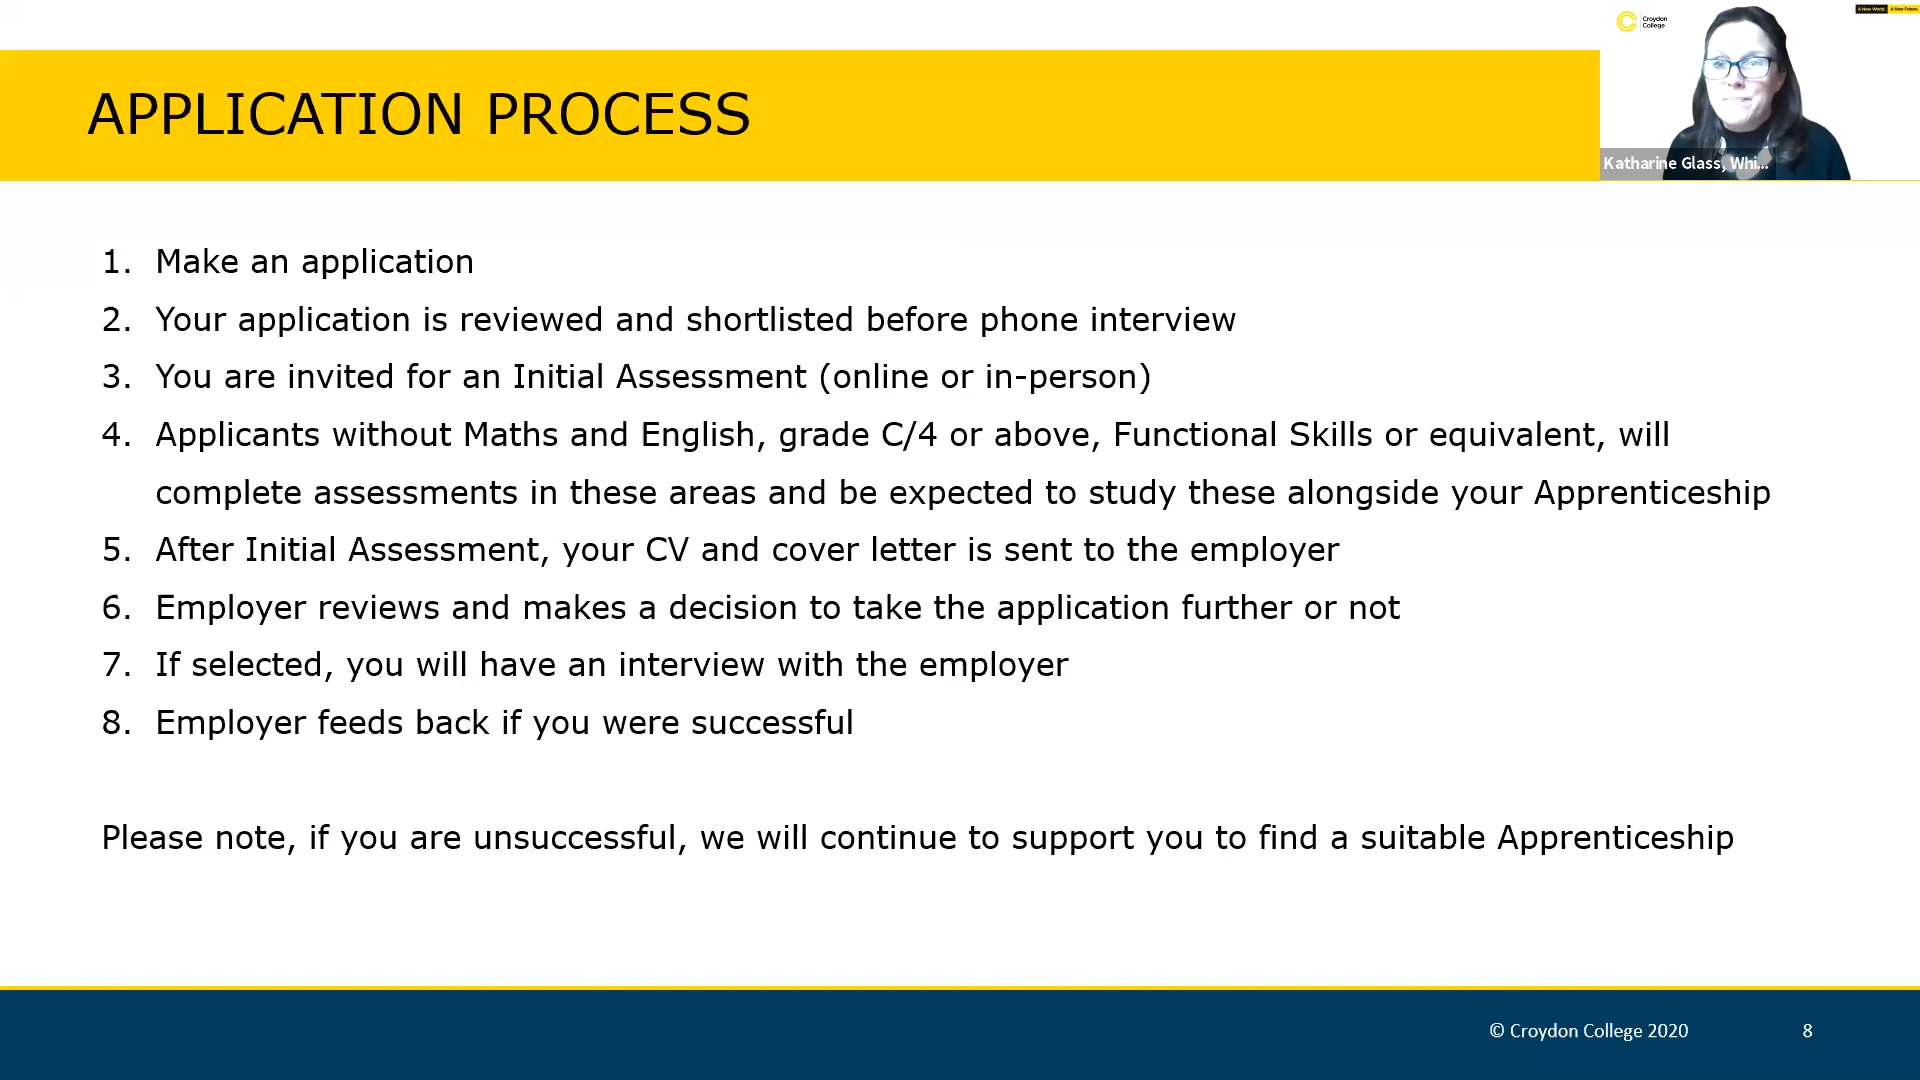 Croydon
College
A New World. A New Future.
APPLICATION PROCESS
Katharine Glass, Whi...
1. Make an application
2. Your application is reviewed and shortlisted before phone interview
3. You are invited for an Initial Assessment (online or in-person)
4. Applicants without Maths and English, grade C/4 or above, Functional Skills or equivalent, will
complete assessments in these areas and be expected to study these alongside your Apprenticeship
5. After Initial Assessment, your CV and cover letter is sent to the employer
6. Employer reviews and makes a decision to take the application further or not
7. If selected, you will have an interview with the employer
8. Employer feeds back if you were successful
Please note, if you are unsuccessful, we will continue to support you to find a suitable Apprenticeship
© Croydon College 2020
8